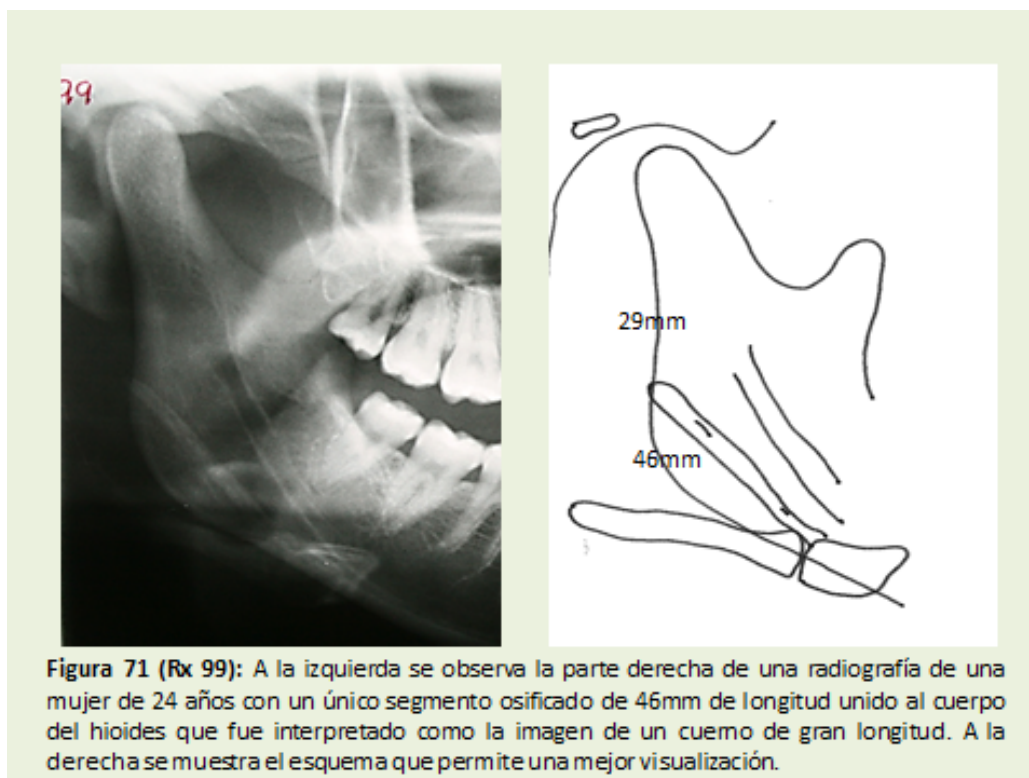 99
29mm
46mm
Figura 71 (Rx 99): A la izquierda se observa la parte derecha de una radiografía de una
mujer de 24 años con un único segmento osificado de 46mm de longitud unido al cuerpo
del hioides que fue interpretado como la imagen de un cuerno de gran longitud. A la
derecha se muestra el esquema que permite una mejor visualización.